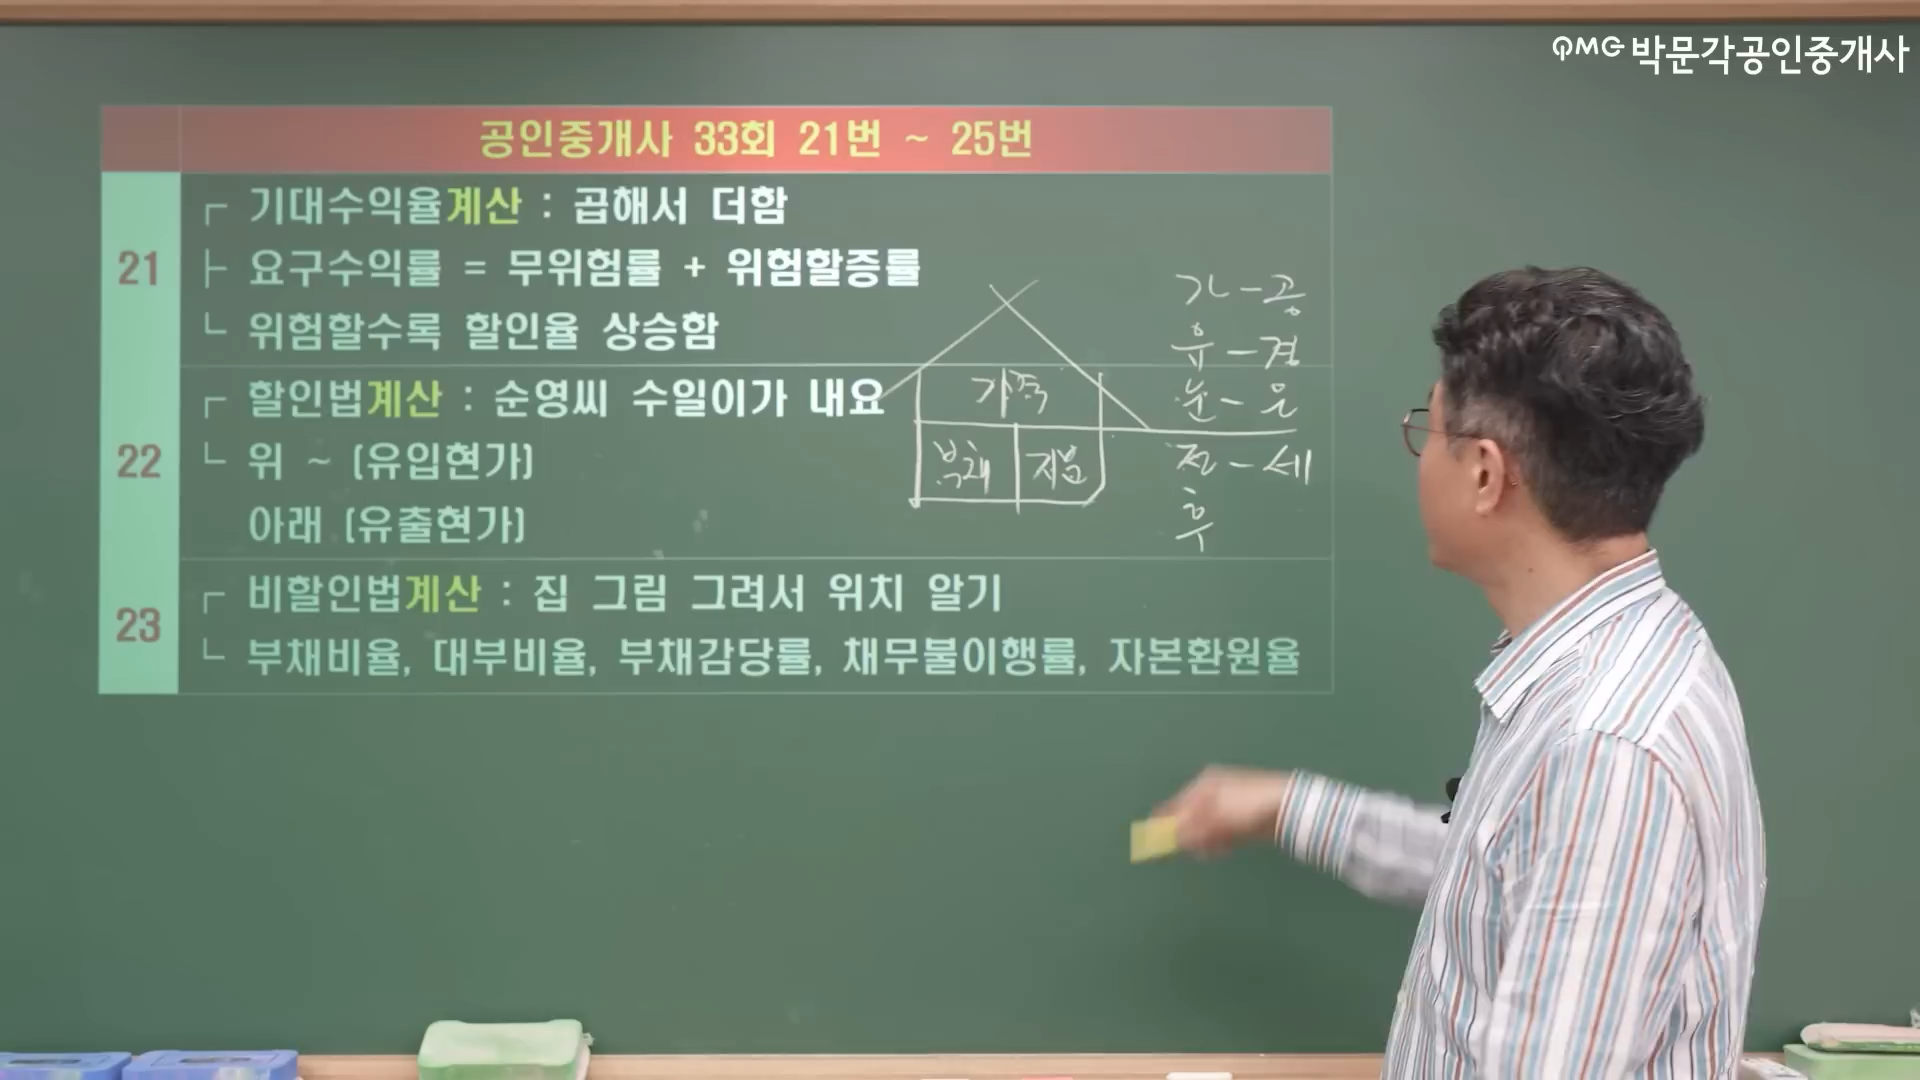 PMG 박문각공인중개사
공인중개사 33회 21번 ~ 25번
21
┌ 기대수익율계산 : 곱해서 더함
├ 요구수익률 = 무위험률 + 위험할증률
└ 위험할수록 할인율 상승함
22
┌ 할인법계산 : 순영씨 수일이가 내요
└ 위 ~ (유입현가)
아래 (유출현가)
23
┌ 비할인법계산 : 집 그림 그려서 위치 알기
└ 부채비율, 대부비율, 부채감당률, 채무불이행률, 자본환원율
부채
지분
가 - 공
유 - 경
순 - 은
전 - 세
후